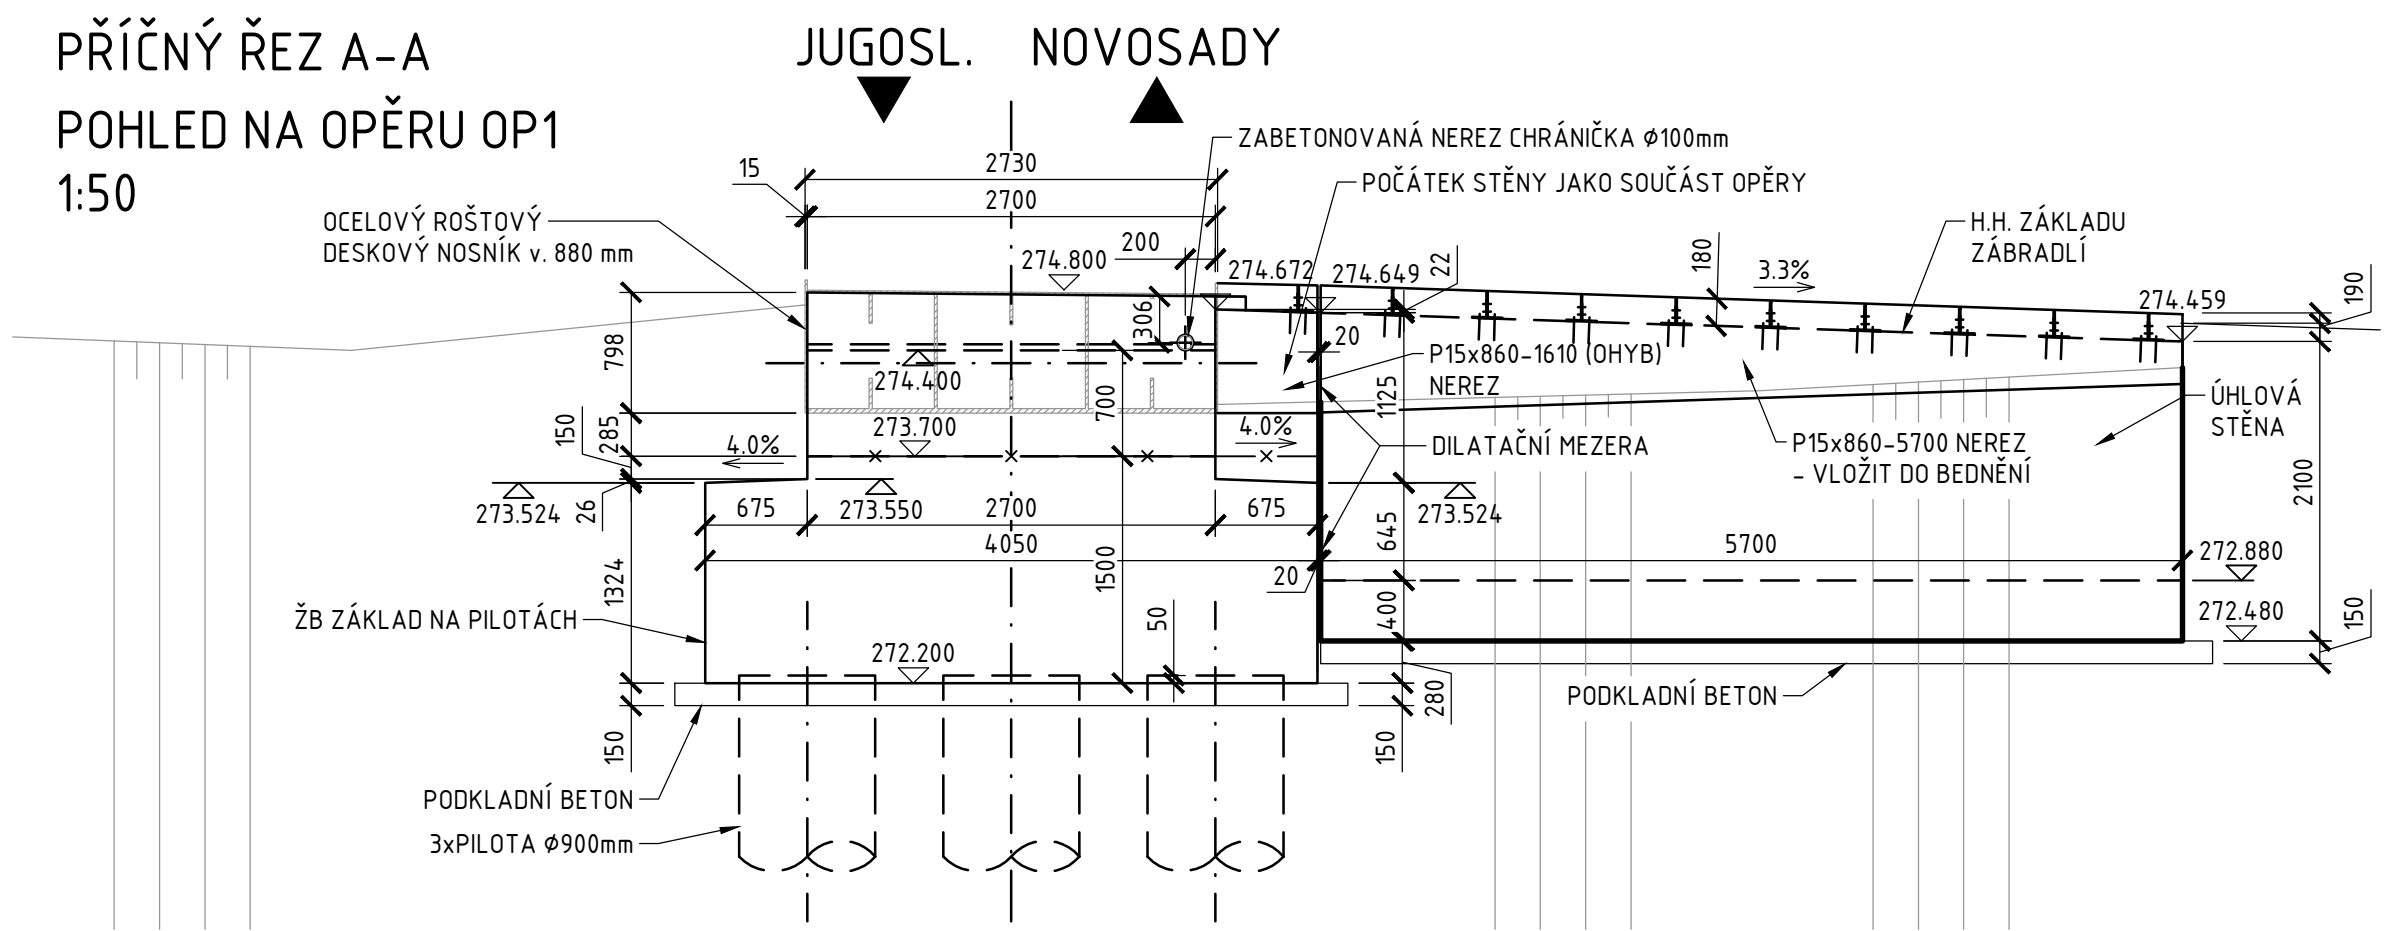 PŘÍČNÝ ŘEZ A-A
POHLED NA OPĚRU OP1
1:50
JUGOSL. NOVOSADY
ZABETONOVANÁ NEREZ CHRÁNIČKA Ø100mm
2730
15
POČÁTEK STĚNY JAKO SOUČÁST OPĚRY
2700
OCELOVÝ ROŠTOVÝ
DESKOVÝ NOSNÍK v. 880 mm
H.H. ZÁKLADU
ZÁBRADLÍ
200
274.800
274.672
274.649
22
180
3.3%
274.459
190
306
20
798
274.400
P15x860-1610 (OHYB)
NEREZ
700
1125
ÚHLOVÁ
STĚNA
150
285
4.0%
273.700
4.0%
DILATAČNÍ MEZERA
P15x860-5700 NEREZ
- VLOŽIT DO BEDNĚNÍ
2100
273.524
26
675
273.550
2700
675
273.524
645
4050
5700
272.880
1324
1500
20
400
ŽB ZÁKLAD NA PILOTÁCH
50
272.480
150
272.200
280
PODKLADNÍ BETON
150
150
PODKLADNÍ BETON
3xPILOTA Ø900mm